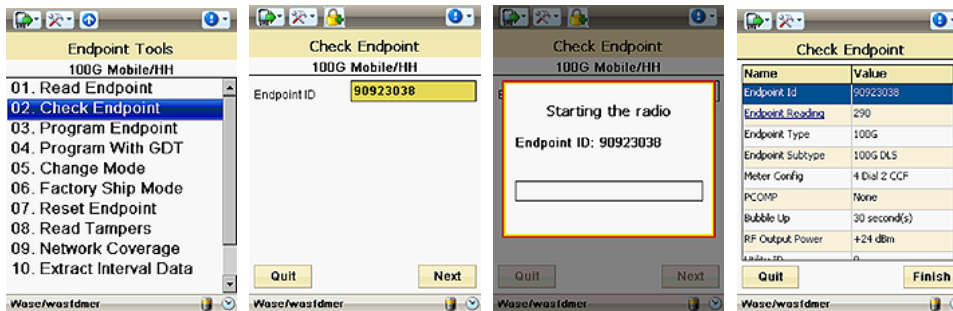 Endpoint Tools
100G Mobile/HH
01. Read Endpoint
02. Check Endpoint
03. Program Endpoint
04. Program With GDT
05. Change Mode
06. Factory Ship Mode
07. Reset Endpoint
08. Read Tampers
09. Network Coverage
10. Extract Interval Data
Wase/wasfdmer
Check Endpoint
100G Mobile/HH
Endpoint ID 90923038
Quit Next
Wase/wasfdmer
Check Endpoint
100G Mobile/HH
Starting the radio
Endpoint ID: 90923038
Quit Next
Wase/wasfdmer
Check Endpoint
Name Value
Endpoint Id 90923038
Endpoint Reading 290
Endpoint Type 100G
Endpoint Subtype 100G DLS
Meter Config 4 Dial 2 CCF
PCOMP None
Bubble Up 30 second(s)
RF Output Power +24 dBm
Quit Finish
Wase/wasfdmer